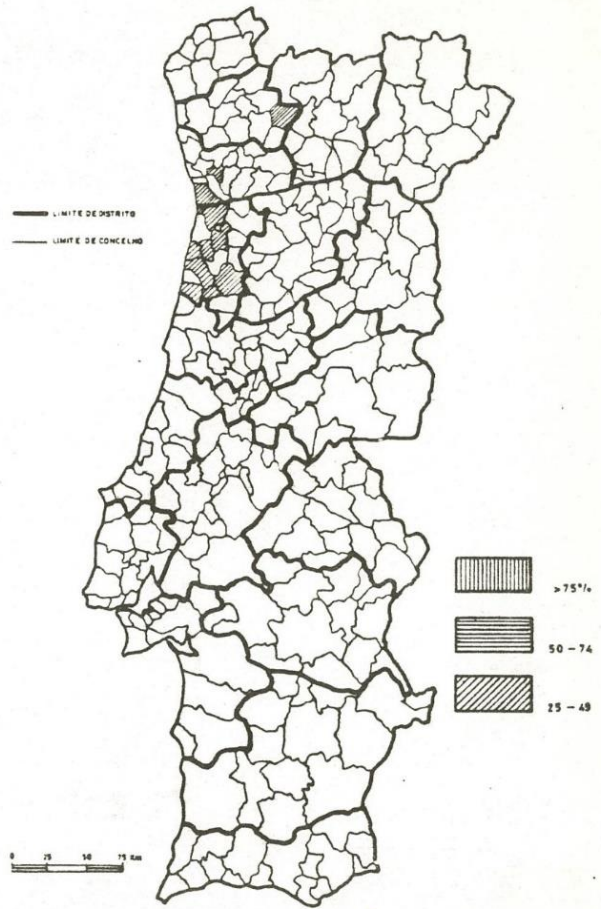 LIMITE DE DISTRITO
LIMITE DE CONCELHO
>75%
50 - 74
25 - 49
0 25 50 75 Km